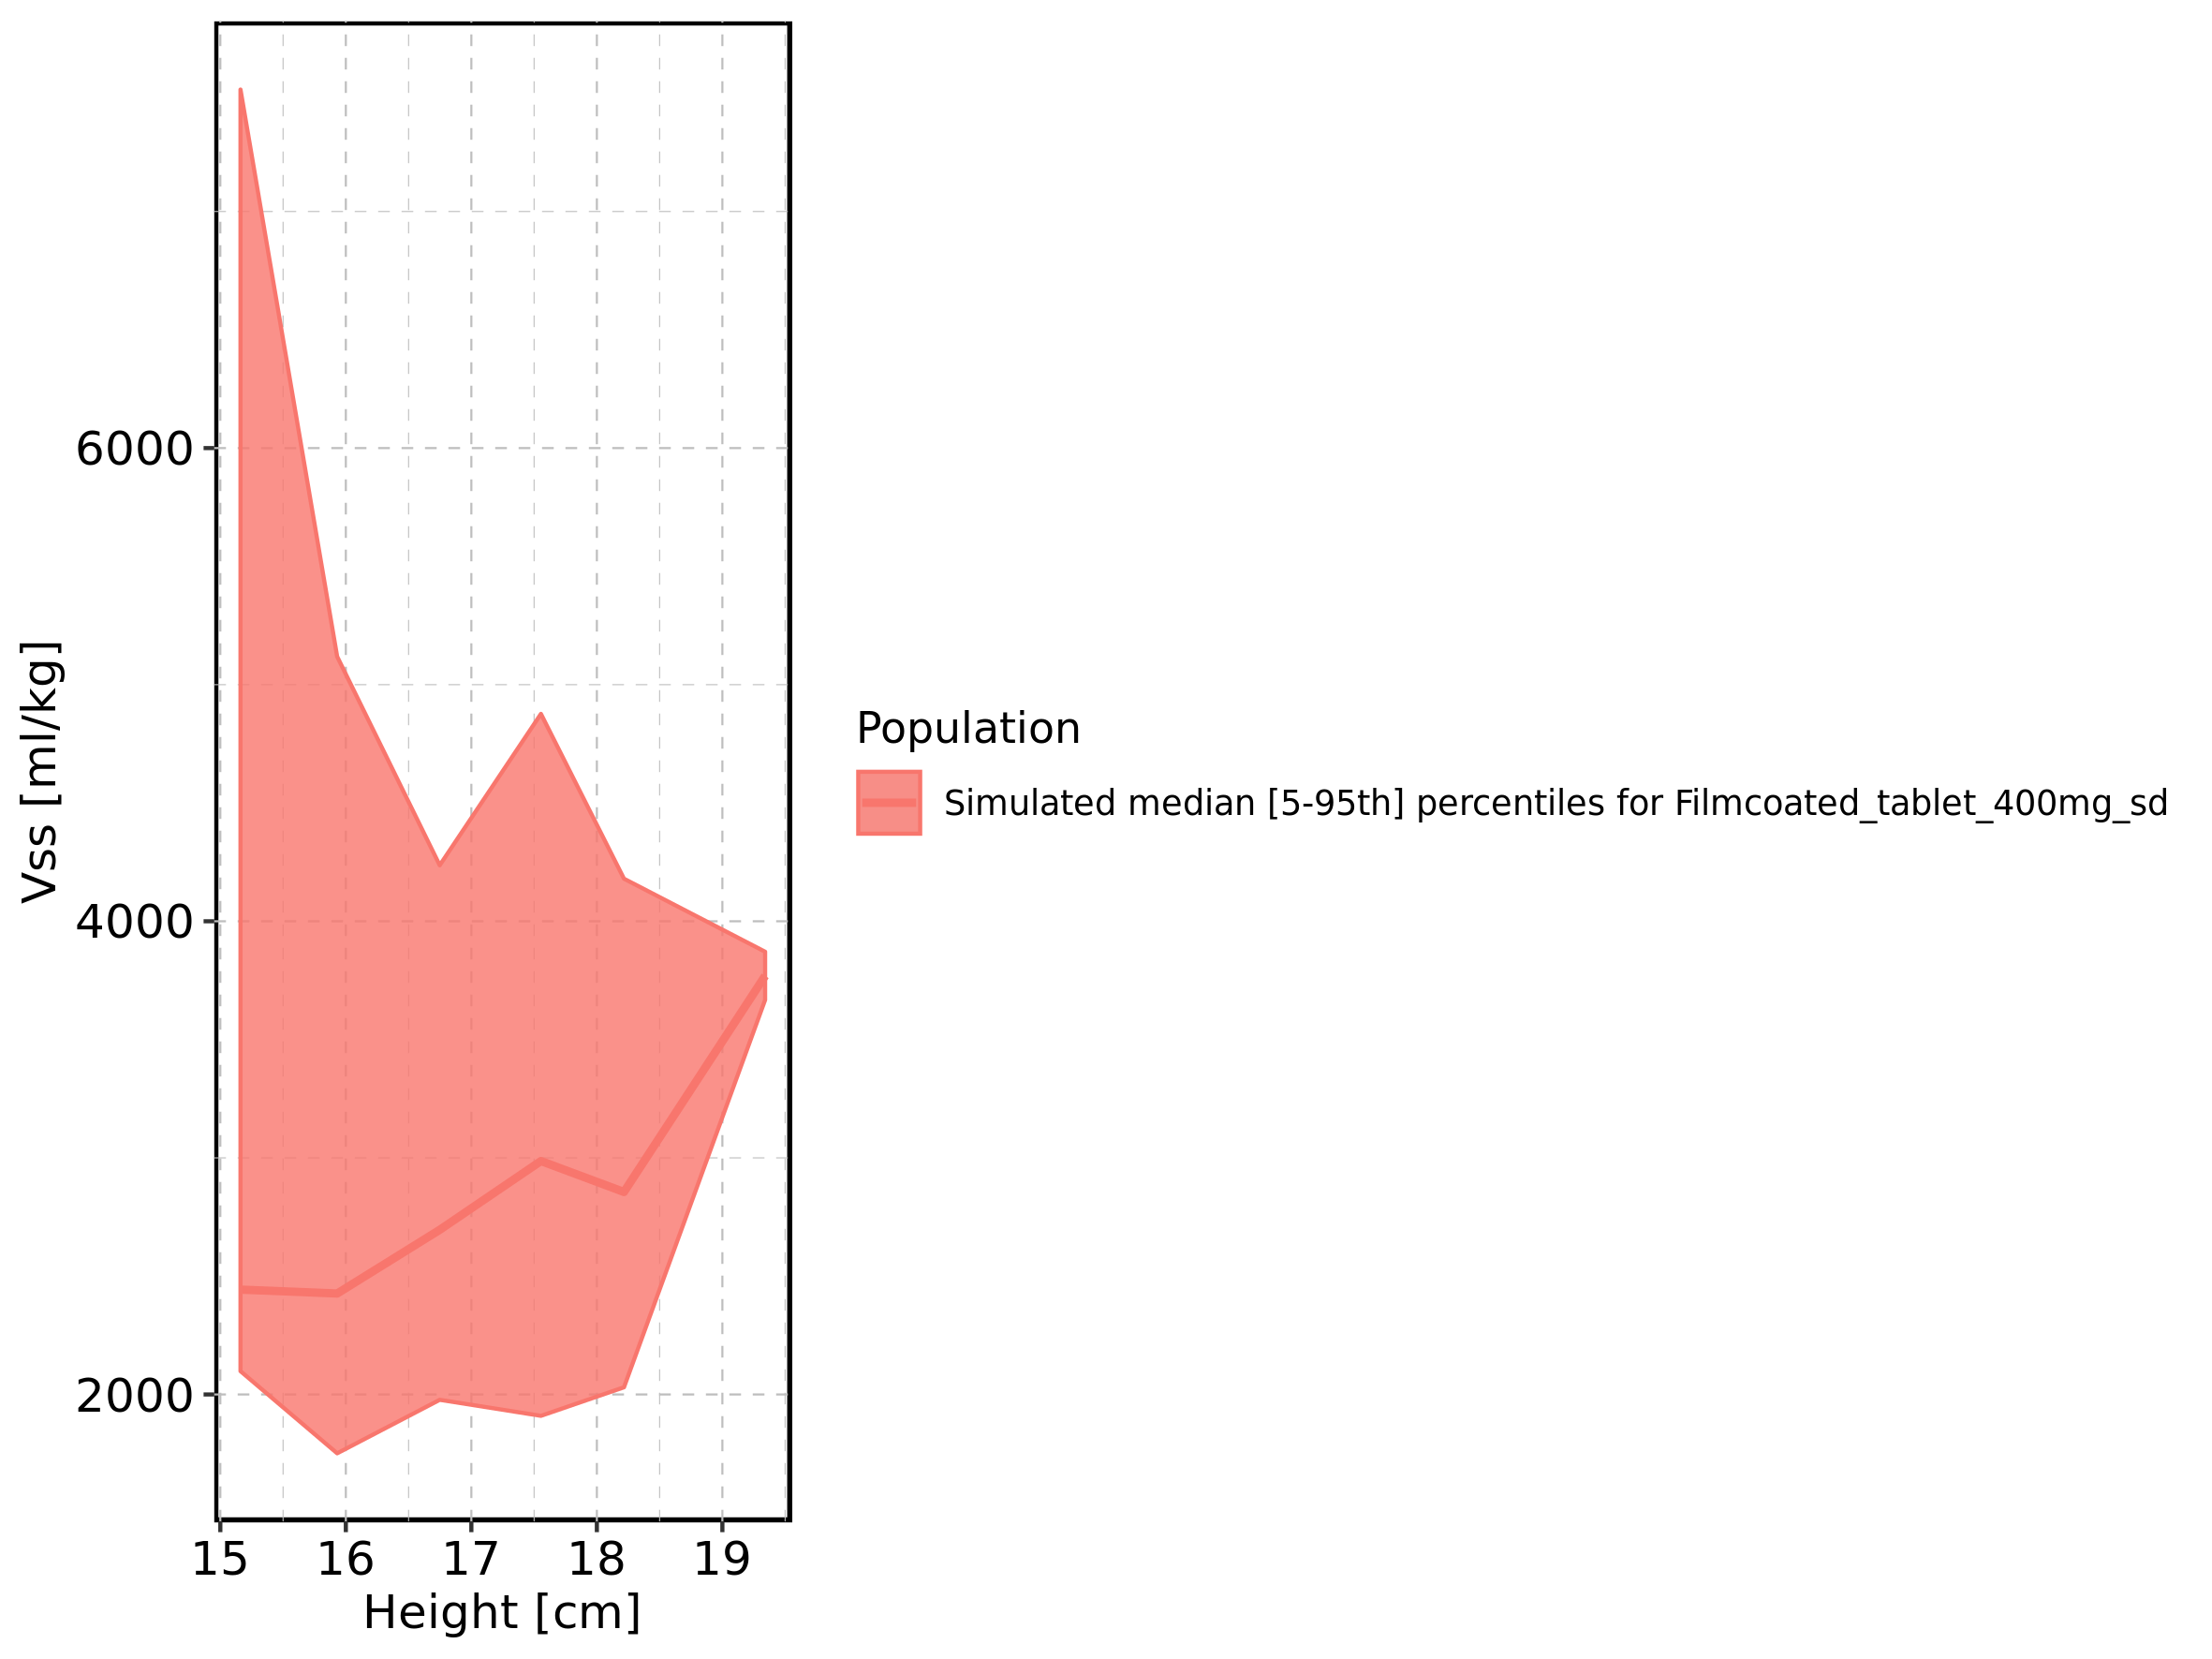 Vss [ml/kg]
6000
4000
2000
15 16 17 18 19
Height [cm]
Population
Simulated median [5-95th] percentiles for Filmcoated_tablet_400mg_sd